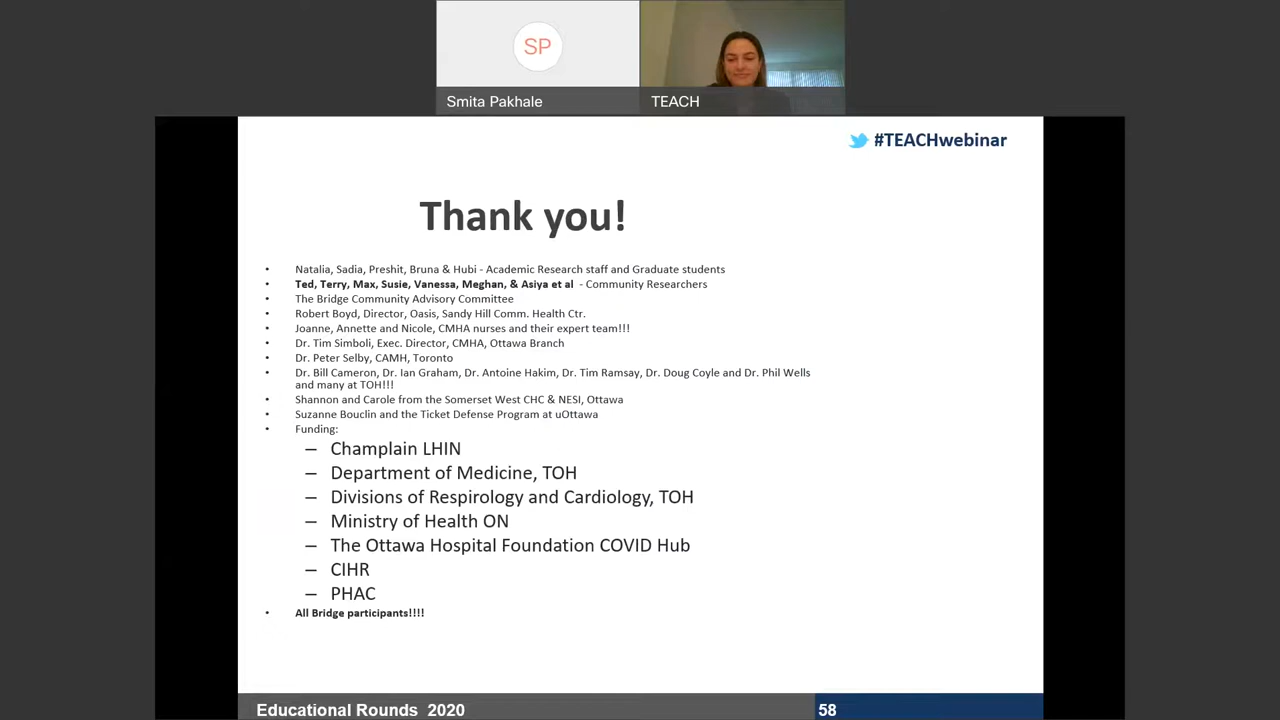 SP
Smita Pakhale
TEACH
#TEACHwebinar
Thank you!
• Natalia, Sadia, Preshit, Bruna & Hubi - Academic Research staff and Graduate students
• Ted, Terry, Max, Susie, Vanessa, Meghan, & Asiya et al - Community Researchers
• The Bridge Community Advisory Committee
• Robert Boyd, Director, Oasis, Sandy Hill Comm. Health Ctr.
• Joanne, Annette and Nicole, CMHA nurses and their expert team!!!
• Dr. Tim Simboli, Exec. Director, CMHA, Ottawa Branch
• Dr. Peter Selby, CAMH, Toronto
• Dr. Bill Cameron, Dr. Ian Graham, Dr. Antoine Hakim, Dr. Tim Ramsay, Dr. Doug Coyle and Dr. Phil Wells
and many at TOH!!!
• Shannon and Carole from the Somerset West CHC & NESI, Ottawa
• Suzanne Bouclin and the Ticket Defense Program at uOttawa
• Funding:
– Champlain LHIN
– Department of Medicine, TOH
– Divisions of Respirology and Cardiology, TOH
– Ministry of Health ON
– The Ottawa Hospital Foundation COVID Hub
– CIHR
– PHAC
• All Bridge participants!!!!
Educational Rounds 2020
58